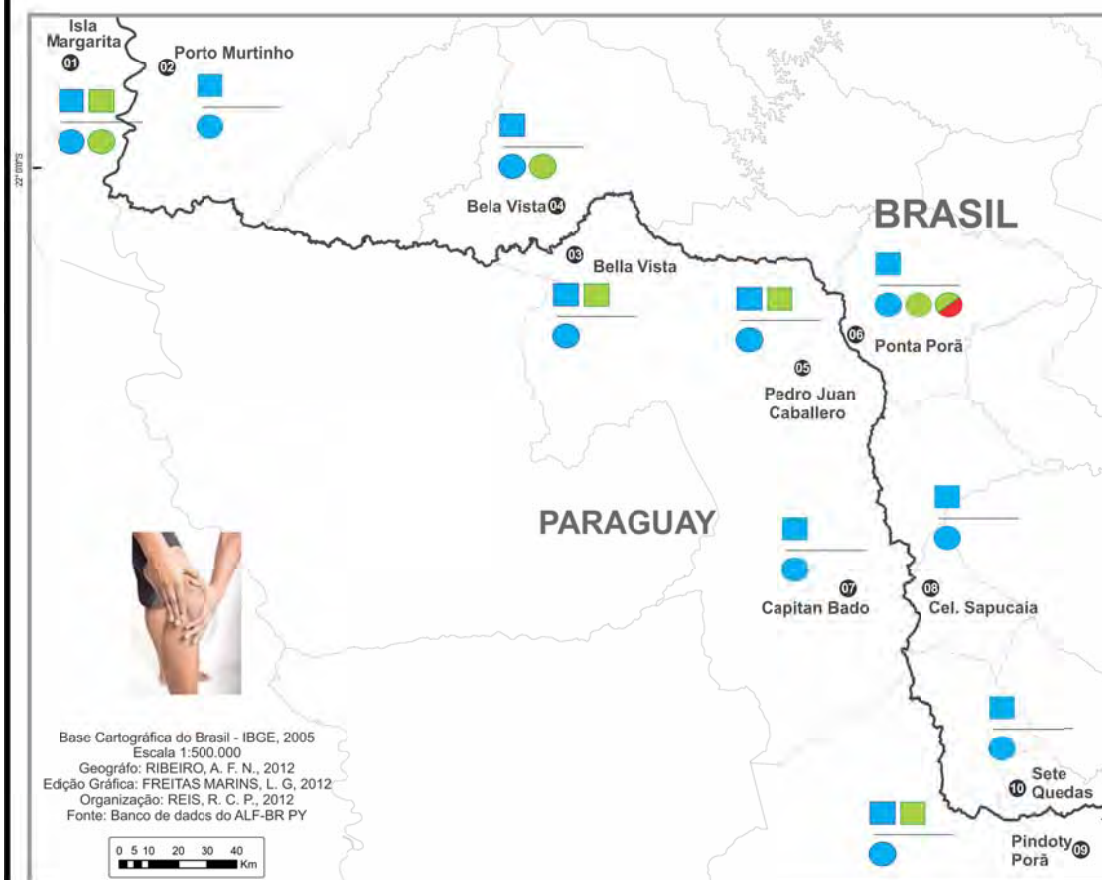 Isla
Margarita
01
02
Porto Murtinho
Bela Vista 04
BRASIL
03
Bella Vista
06
Ponta Porã
05
Pedro Juan
Caballero
PARAGUAY
07
Capitan Bado
08
Cel. Sapucaia
Base Cartográfica do Brasil - IBGE, 2005
Escala 1:500.000
Geográfo: RIBEIRO, A. F. N., 2012
Edição Gráfica: FREITAS MARINS, L. G, 2012
Organização: REIS, R. C. P., 2012
Fonte: Banco de dados do ALF-BR PY
0 5 10 20 30 40
Km
10
Sete
Quedas
Pindoty
Porã
09